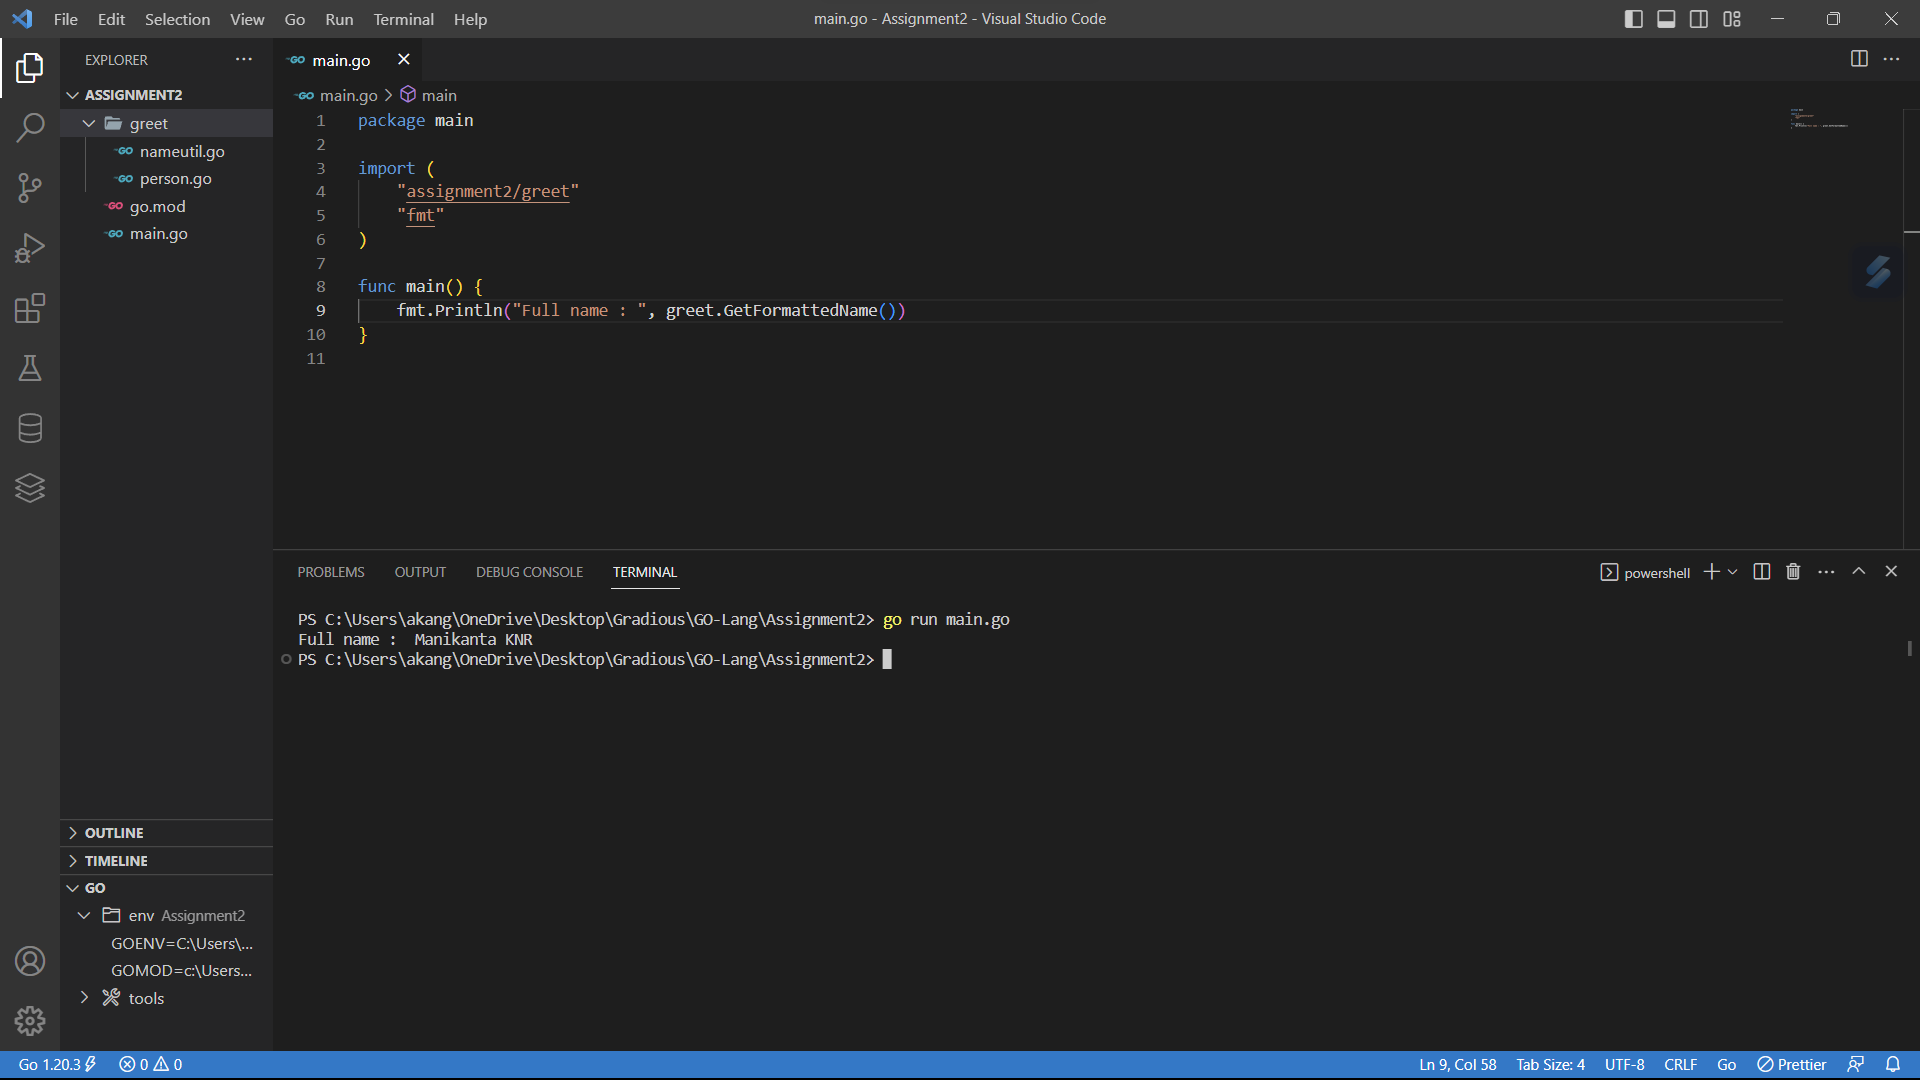 File Edit Selection View Go Run Terminal Help
main.go - Assignment2 - Visual Studio Code
EXPLORER
ASSIGNMENT2
greet
nameutil.go
person.go
go.mod
main.go
OUTLINE
TIMELINE
GO
env Assignment2
GOENV=C:\Users\...
GOMOD=c:\Users...
tools
main.go
main.go > main
1 package main
2
3 import (
4 "assignment2/greet"
5 "fmt"
6 )
7
8 func main() {
9 fmt.Println("Full name : ", greet.GetFormattedName())
10 }
11
PROBLEMS OUTPUT DEBUG CONSOLE TERMINAL
powershell
PS C:\Users\akang\OneDrive\Desktop\Gradious\GO-Lang\Assignment2> go run main.go
Full name :  Manikanta KNR
PS C:\Users\akang\OneDrive\Desktop\Gradious\GO-Lang\Assignment2>
Go 1.20.3 0 0 Ln 9, Col 58 Tab Size: 4 UTF-8 CRLF Go Prettier